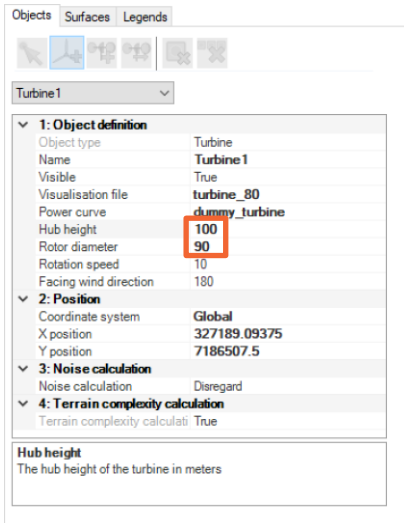 Objects Surfaces Legends
Turbine1
1: Object definition
Object type Turbine
Name Turbine1
Visible True
Visualisation file turbine_80
Power curve dummy_turbine
Hub height 100
Rotor diameter 90
Rotation speed 10
Facing wind direction 180
2: Position
Coordinate system Global
X position 327189.09375
Y position 7186507.5
3: Noise calculation
Noise calculation Disregard
4: Terrain complexity calculation
Terrain complexity calculati True
Hub height
The hub height of the turbine in meters